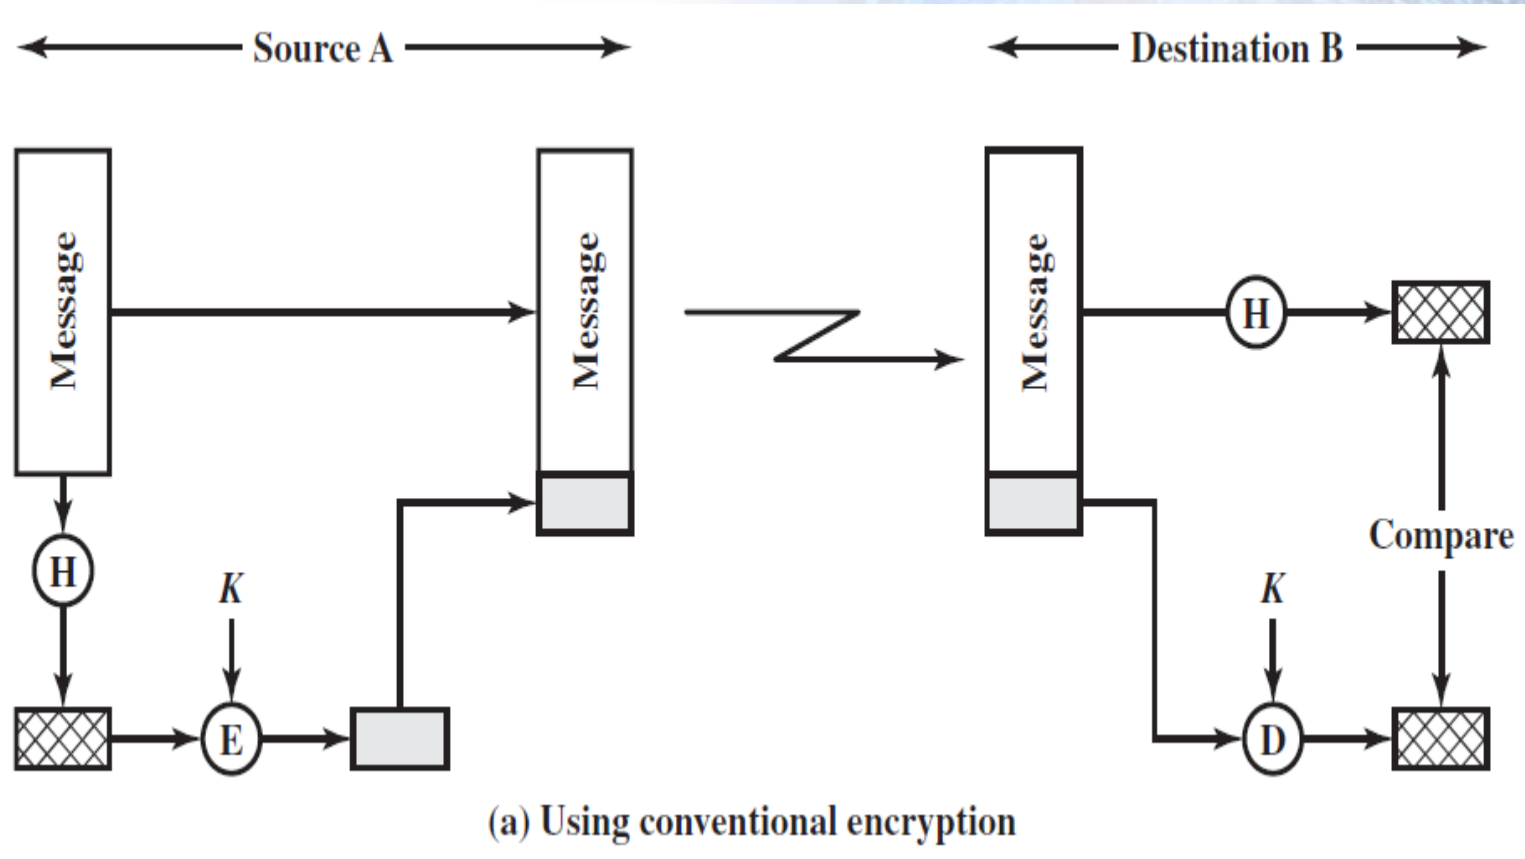 Source A
Destination B
Message
Message
Message
H
Compare
H
K
K
E
D
(a) Using conventional encryption